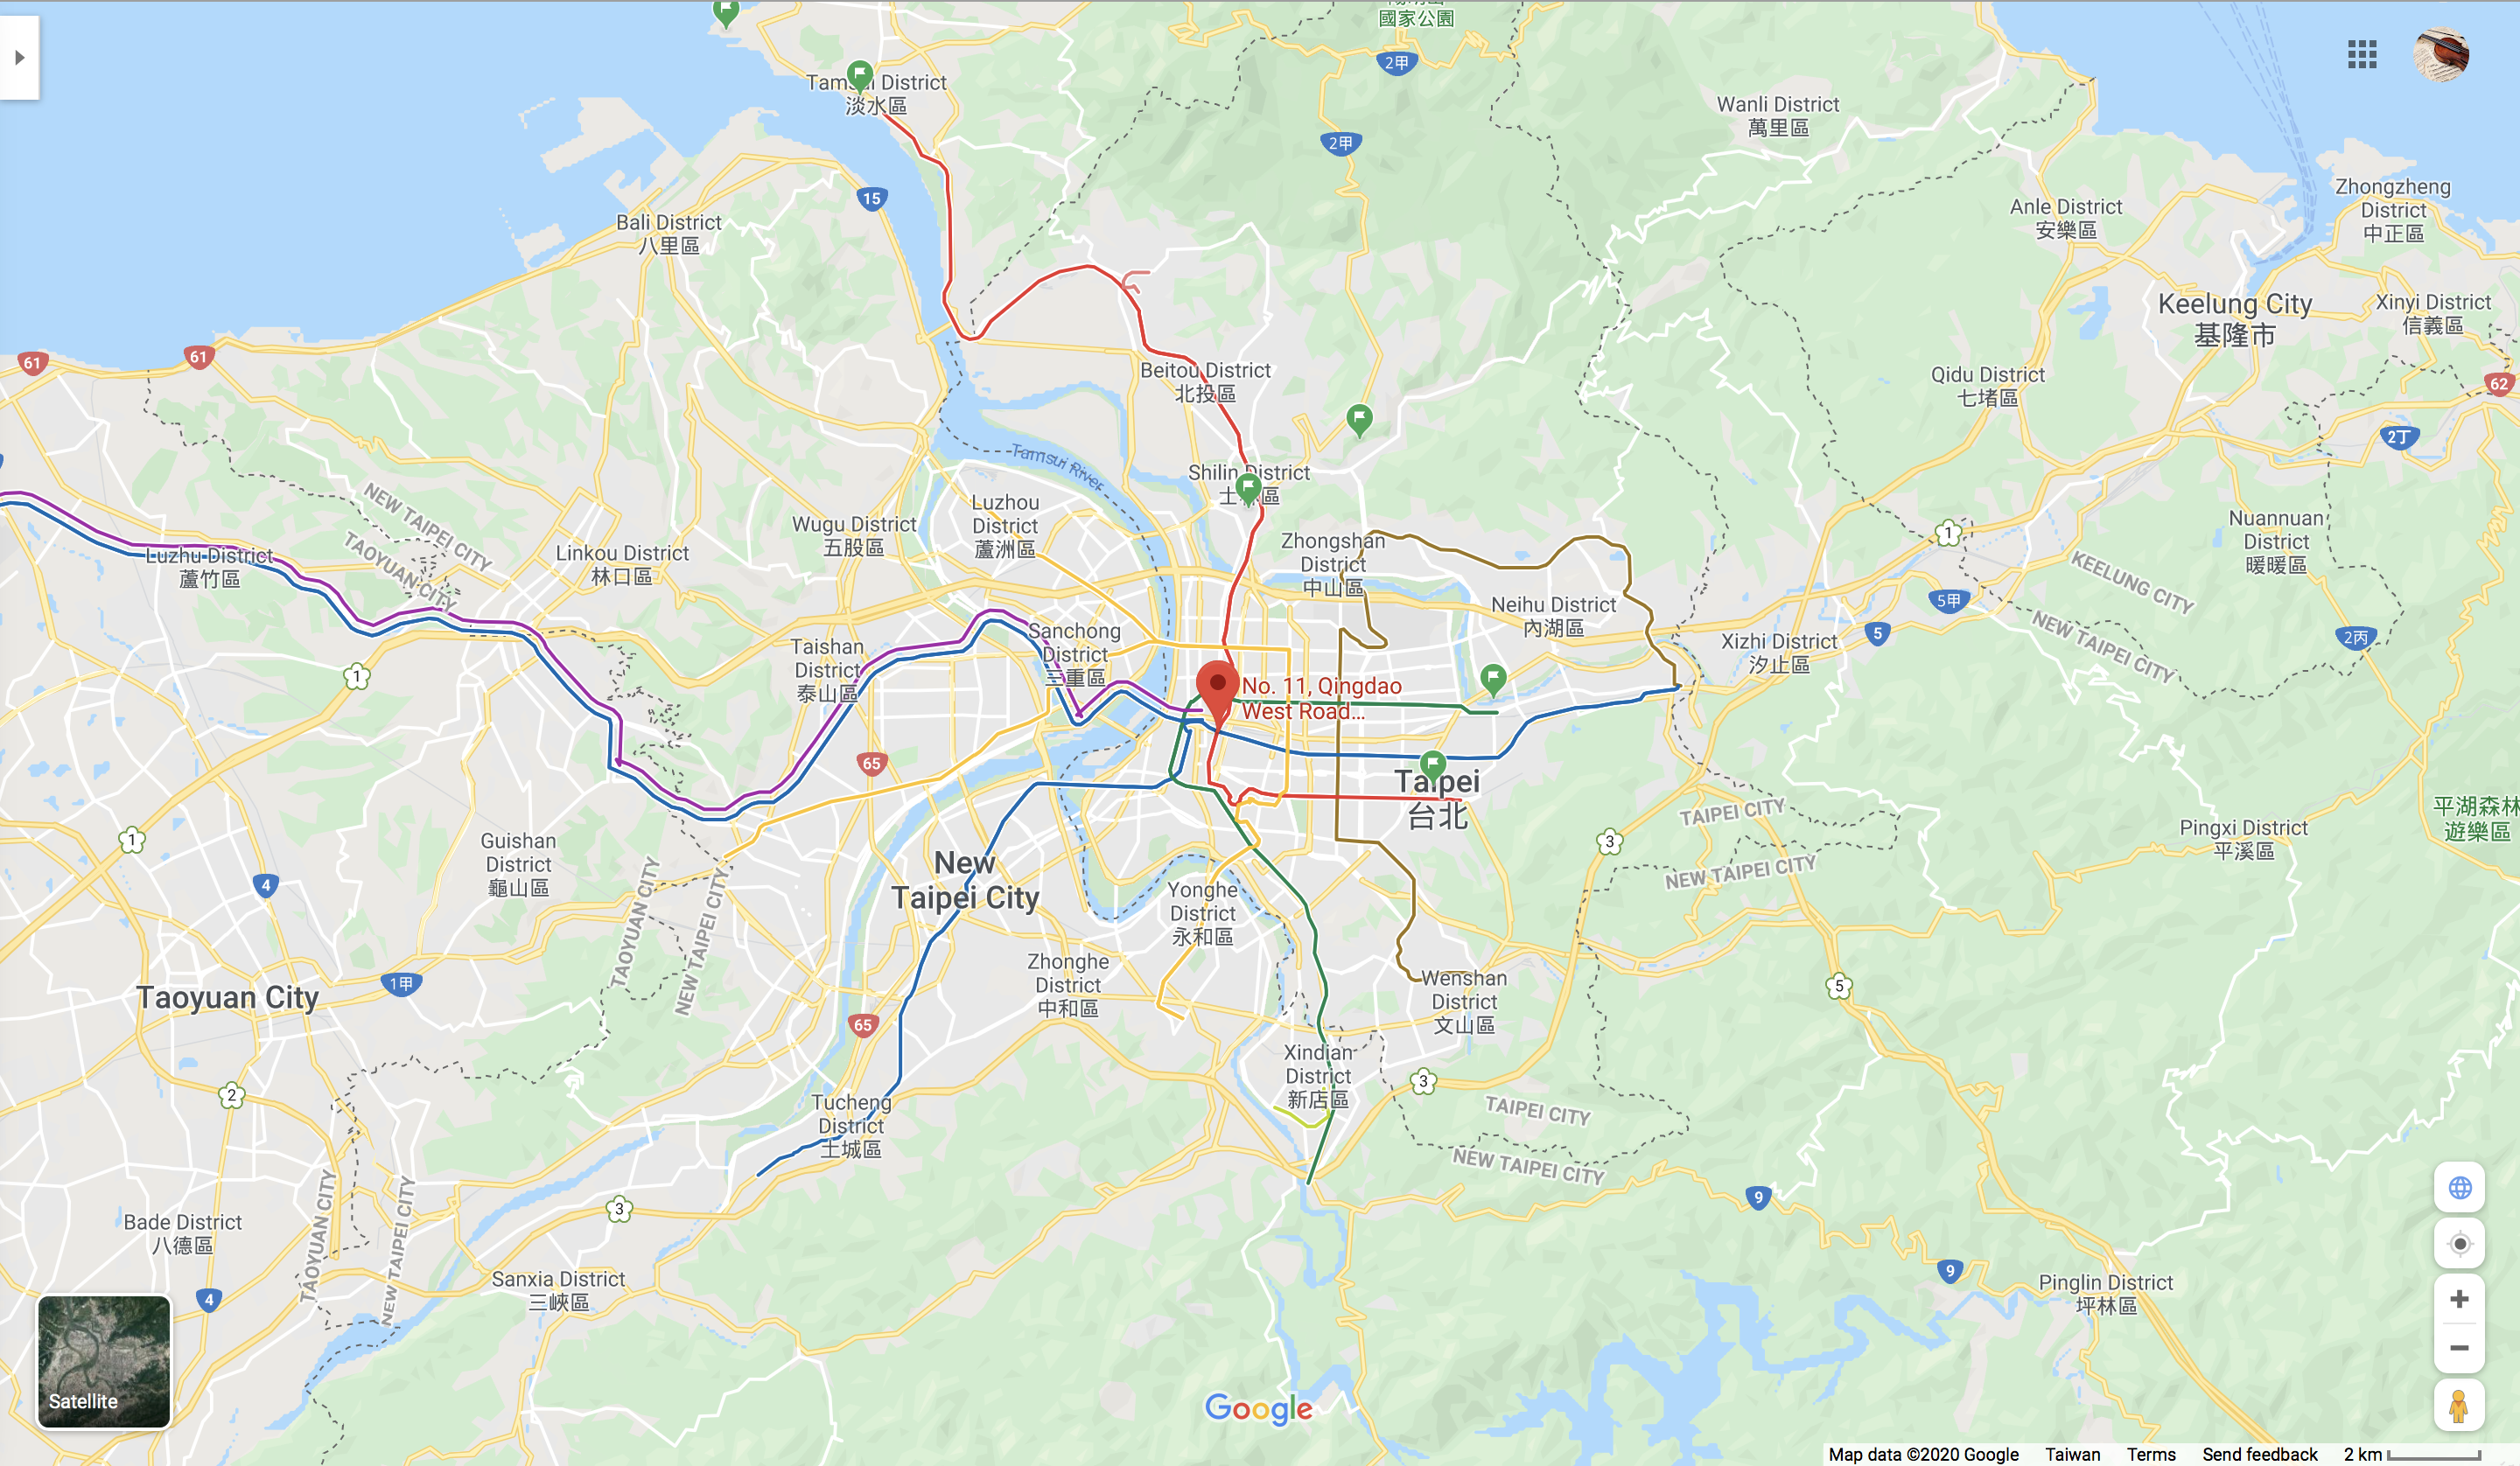 陽明山
國家公園
2甲
Tamsui District
淡水區
Wanli District
萬里區
2甲
15
Zhongzheng
District
中正區
Anle District
安樂區
Bali District
八里區
Keelung City
基隆市
Xinyi District
信義區
61
61
62
Beitou District
北投區
Qidu District
七堵區
2丁
Tamsui River
Shilin District
士林區
NEW TAIPEI CITY
TAOYUAN CITY
Luzhou
District
蘆洲區
Wugu District
五股區
Linkou District
林口區
Luzhu District
蘆竹區
Zhongshan
District
中山區
1
Nuannuan
District
暖暖區
KEELUNG CITY
NEW TAIPEI CITY
5甲
5
2丙
Neihu District
內湖區
Xizhi District
汐止區
Sanchong
District
三重區
Taishan
District
泰山區
1
No. 11, Qingdao
West Road...
65
Taipei
台北
TAIPEI CITY
NEW TAIPEI CITY
3
平湖森林
遊樂區
Pingxi District
平溪區
1
Guishan
District
龜山區
4
New
Taipei City
TAOYUAN CITY
NEW TAIPEI CITY
Yonghe
District
永和區
Taoyuan City
1甲
Zhonghe
District
中和區
Wenshan
District
文山區
5
65
Xindian
District
新店區
3
2
Tucheng
District
土城區
TAIPEI CITY
NEW TAIPEI CITY
9
3
Bade District
八德區
TAOYUAN CITY
NEW TAIPEI CITY
4
Sanxia District
三峽區
9
Pinglin District
坪林區
Satellite
Google
Map data ©2020 Google
Taiwan
Terms
Send feedback
2 km